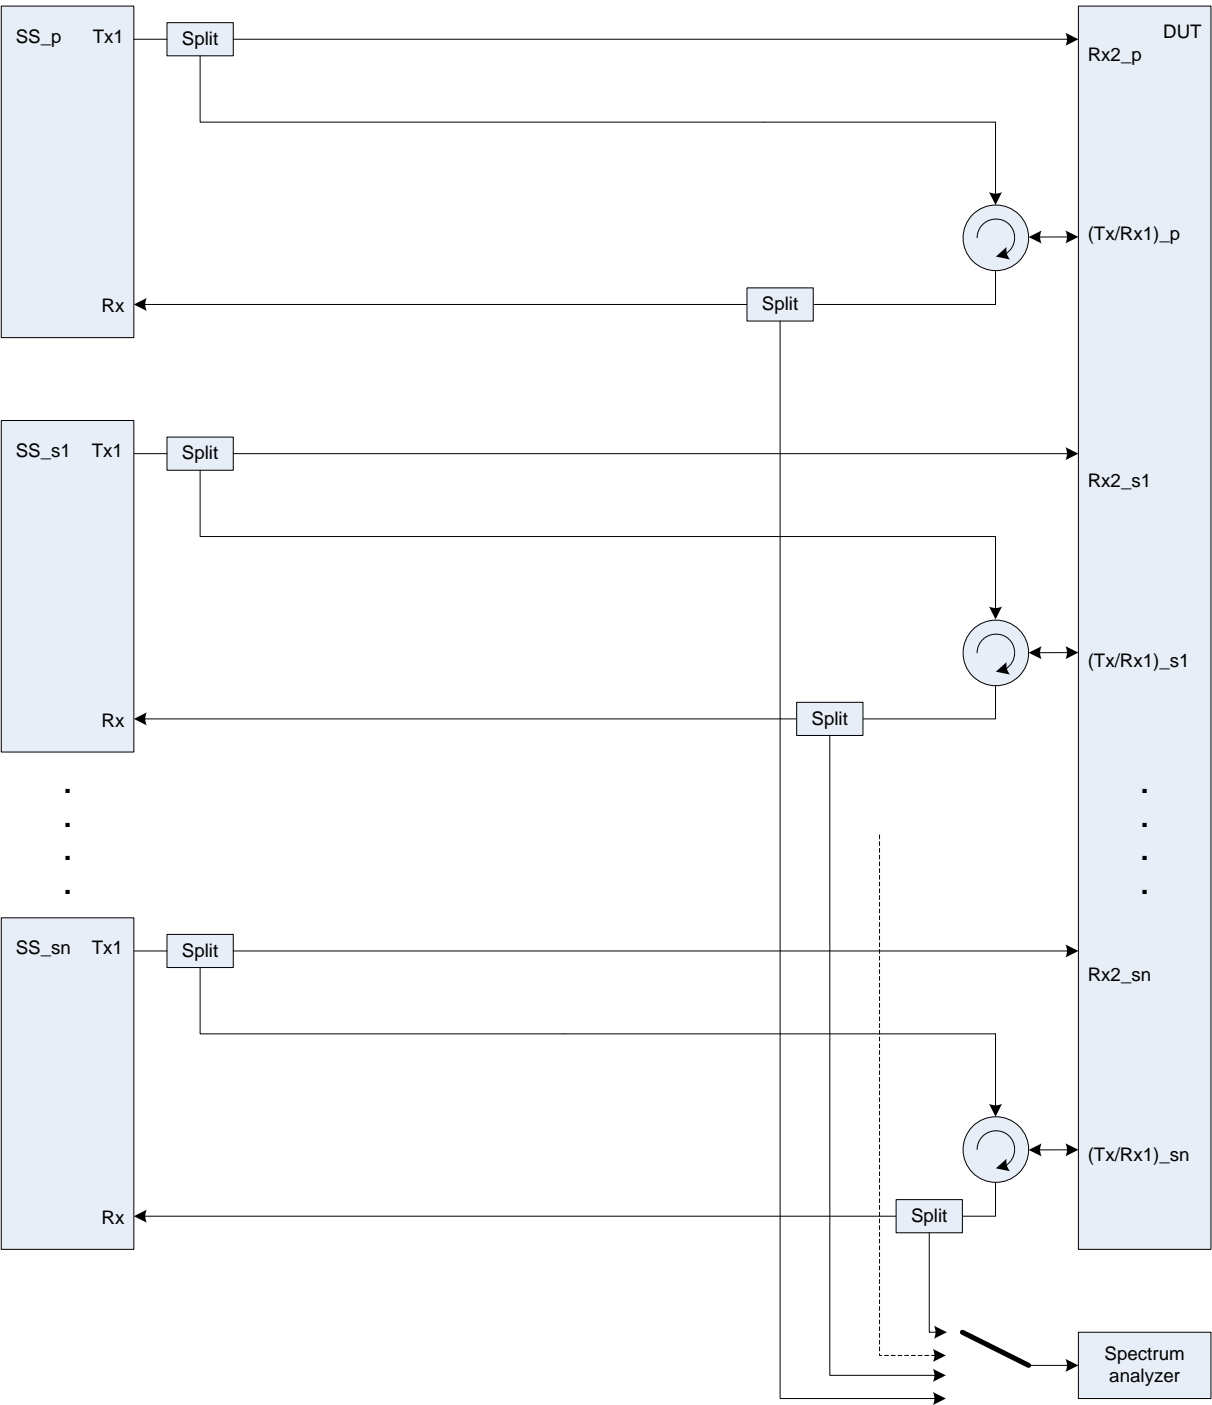 SS_p Tx1
Split
DUT
Rx2_p
(Tx/Rx1)_p
Rx
Split
SS_s1 Tx1
Split
Rx2_s1
(Tx/Rx1)_s1
Rx
Split
SS_sn Tx1
Split
Rx2_sn
(Tx/Rx1)_sn
Rx
Split
Spectrum
analyzer